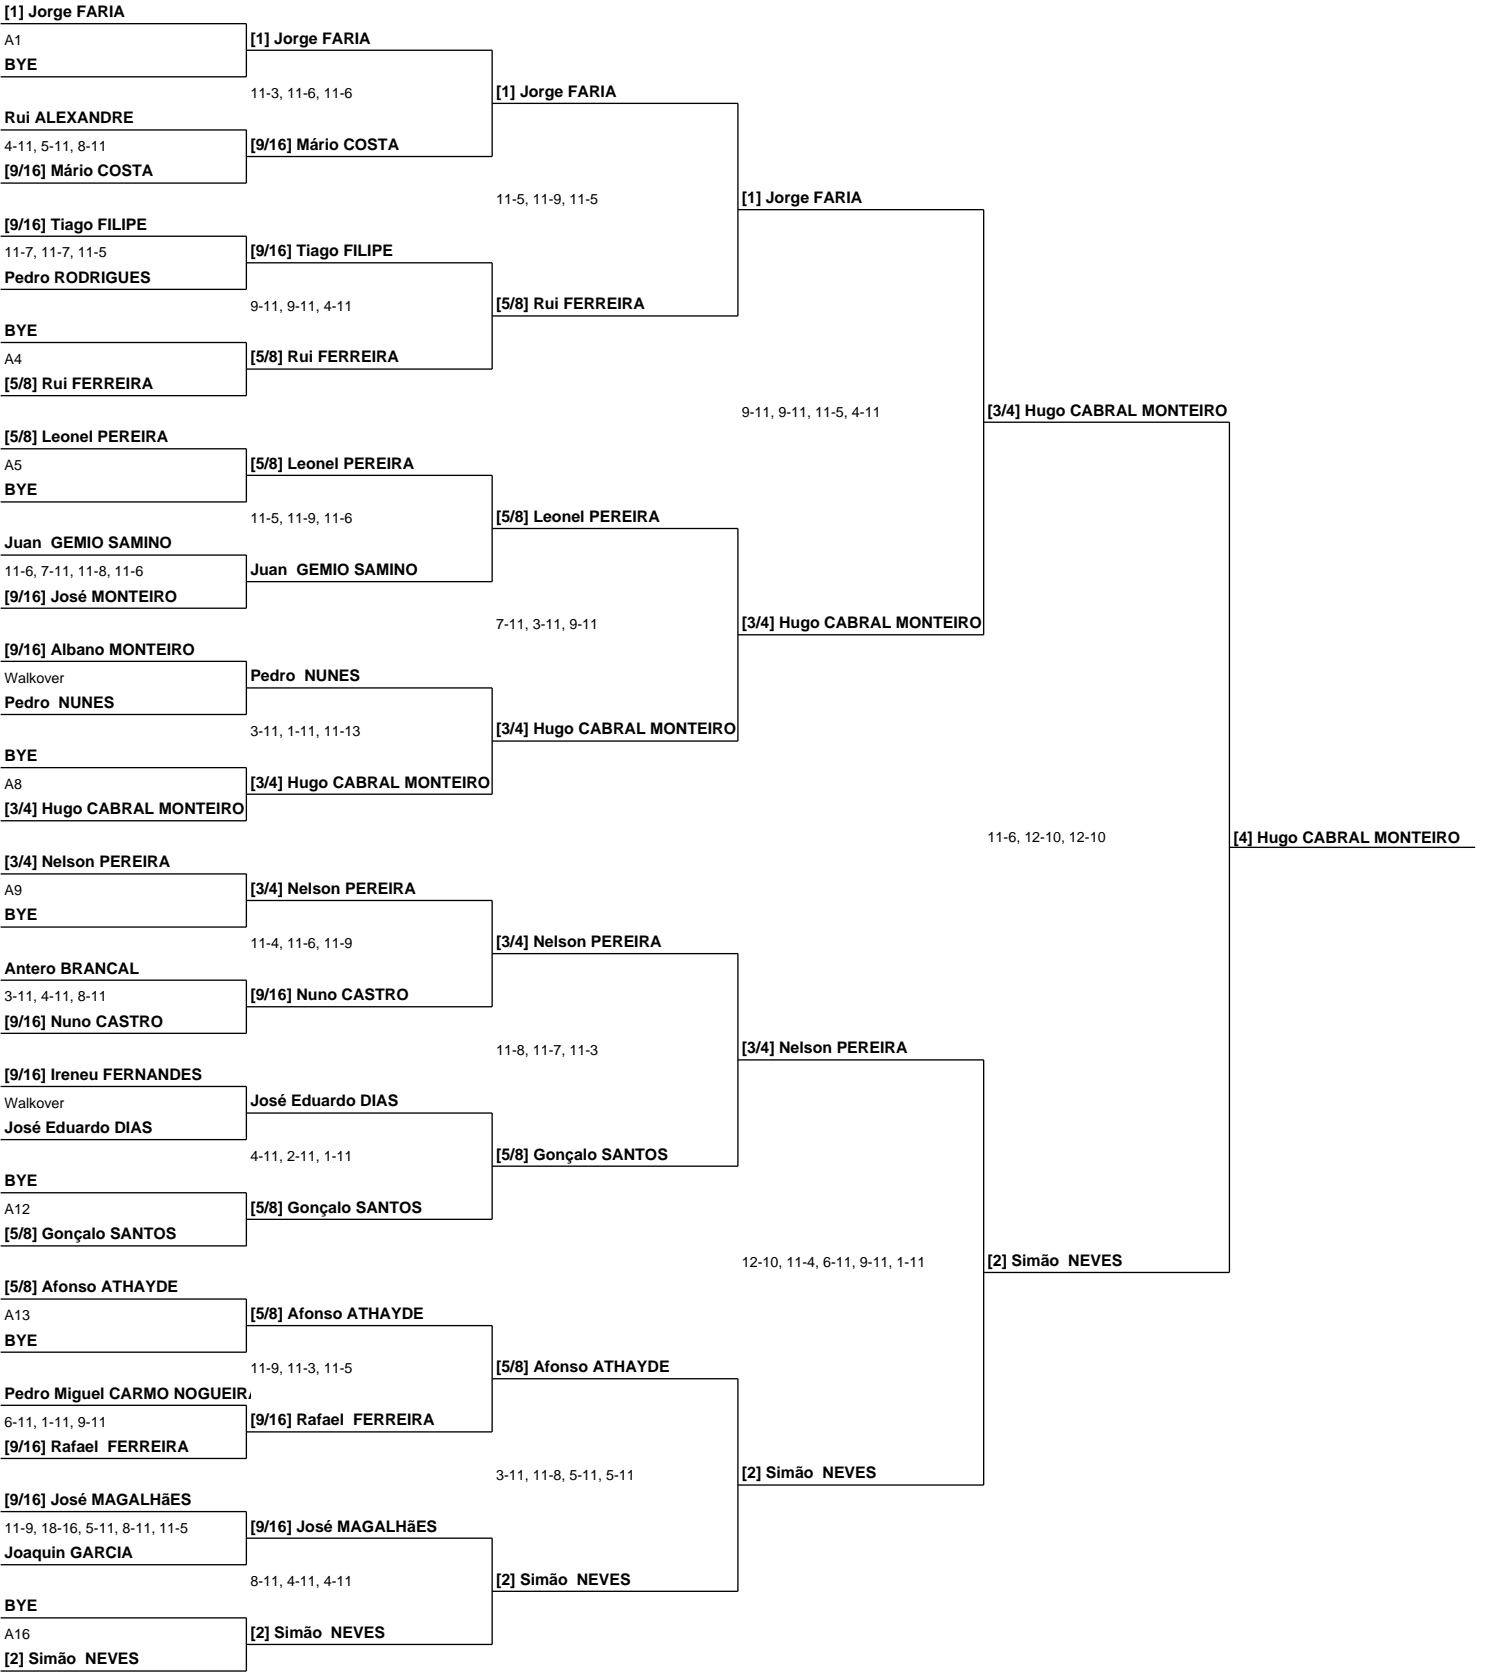 [1] Jorge FARIA
A1
BYE
Rui ALEXANDRE
4-11, 5-11, 8-11
[9/16] Mário COSTA
[9/16] Tiago FILIPE
11-7, 11-7, 11-5
Pedro RODRIGUES
BYE
A4
[5/8] Rui FERREIRA
[5/8] Leonel PEREIRA
A5
BYE
Juan  GEMIO SAMINO
11-6, 7-11, 11-8, 11-6
[9/16] José MONTEIRO
[9/16] Albano MONTEIRO
Walkover
Pedro  NUNES
BYE
A8
[3/4] Hugo CABRAL MONTEIRO
[3/4] Nelson PEREIRA
A9
BYE
Antero BRANCAL
3-11, 4-11, 8-11
[9/16] Nuno CASTRO
[9/16] Ireneu FERNANDES
Walkover
José Eduardo DIAS
BYE
A12
[5/8] Gonçalo SANTOS
[5/8] Afonso ATHAYDE
A13
BYE
Pedro Miguel CARMO NOGUEIRA
6-11, 1-11, 9-11
[9/16] Rafael  FERREIRA
[9/16] José MAGALHãES
11-9, 18-16, 5-11, 8-11, 11-5
Joaquin GARCIA
BYE
A16
[2] Simão  NEVES
[1] Jorge FARIA
11-3, 11-6, 11-6
[9/16] Mário COSTA
[9/16] Tiago FILIPE
9-11, 9-11, 4-11
[5/8] Rui FERREIRA
[5/8] Leonel PEREIRA
11-5, 11-9, 11-6
Juan  GEMIO SAMINO
Pedro  NUNES
3-11, 1-11, 11-13
[3/4] Hugo CABRAL MONTEIRO
[3/4] Nelson PEREIRA
11-4, 11-6, 11-9
[9/16] Nuno CASTRO
José Eduardo DIAS
4-11, 2-11, 1-11
[5/8] Gonçalo SANTOS
[5/8] Afonso ATHAYDE
11-9, 11-3, 11-5
[9/16] Rafael  FERREIRA
[9/16] José MAGALHãES
8-11, 4-11, 4-11
[2] Simão  NEVES
[1] Jorge FARIA
11-5, 11-9, 11-5
[5/8] Rui FERREIRA
[5/8] Leonel PEREIRA
7-11, 3-11, 9-11
[3/4] Hugo CABRAL MONTEIRO
[3/4] Nelson PEREIRA
11-8, 11-7, 11-3
[5/8] Gonçalo SANTOS
[5/8] Afonso ATHAYDE
3-11, 11-8, 5-11, 5-11
[2] Simão  NEVES
[1] Jorge FARIA
9-11, 9-11, 11-5, 4-11
[3/4] Hugo CABRAL MONTEIRO
[3/4] Nelson PEREIRA
12-10, 11-4, 6-11, 9-11, 1-11
[2] Simão  NEVES
[3/4] Hugo CABRAL MONTEIRO
11-6, 12-10, 12-10
[2] Simão  NEVES
[4] Hugo CABRAL MONTEIRO